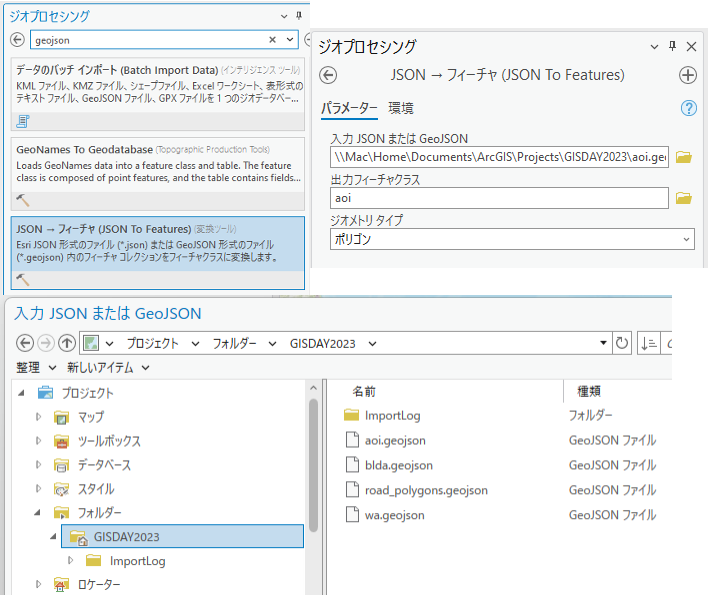 ジオプロセシング
geojson
データのバッチ インポート (Batch Import Data) (インテリジェンス ツール)
KML ファイル、KMZ ファイル、シェープファイル、Excel ワークシート、表形式の
テキスト ファイル、GeoJSON ファイル、GPX ファイルを 1 つのジオデータベー...
GeoNames To Geodatabase (Topographic Production Tools)
Loads GeoNames data into a feature class and table. The feature
class is composed of point features, and the table contains fields...
JSON → フィーチャ (JSON To Features) (変換ツール)
Esri JSON 形式のファイル (*.json) または GeoJSON 形式のファイル
(*.geojson) 内のフィーチャ コレクションをフィーチャクラスに変換します。
ジオプロセシング
JSON → フィーチャ (JSON To Features)
パラメーター 環境
入力 JSON または GeoJSON
\\Mac\Home\Documents\ArcGIS\Projects\GISDAY2023\aoi.geo
出力フィーチャクラス
aoi
ジオメトリ タイプ
ポリゴン
入力 JSON または GeoJSON
プロジェクト フォルダー GISDAY2023
整理 新しいアイテム
プロジェクト
マップ
ツールボックス
データベース
スタイル
フォルダー
GISDAY2023
ImportLog
ロケーター
名前 種類
ImportLog フォルダー
aoi.geojson GeoJSON ファイル
blda.geojson GeoJSON ファイル
road_polygons.geojson GeoJSON ファイル
wa.geojson GeoJSON ファイル